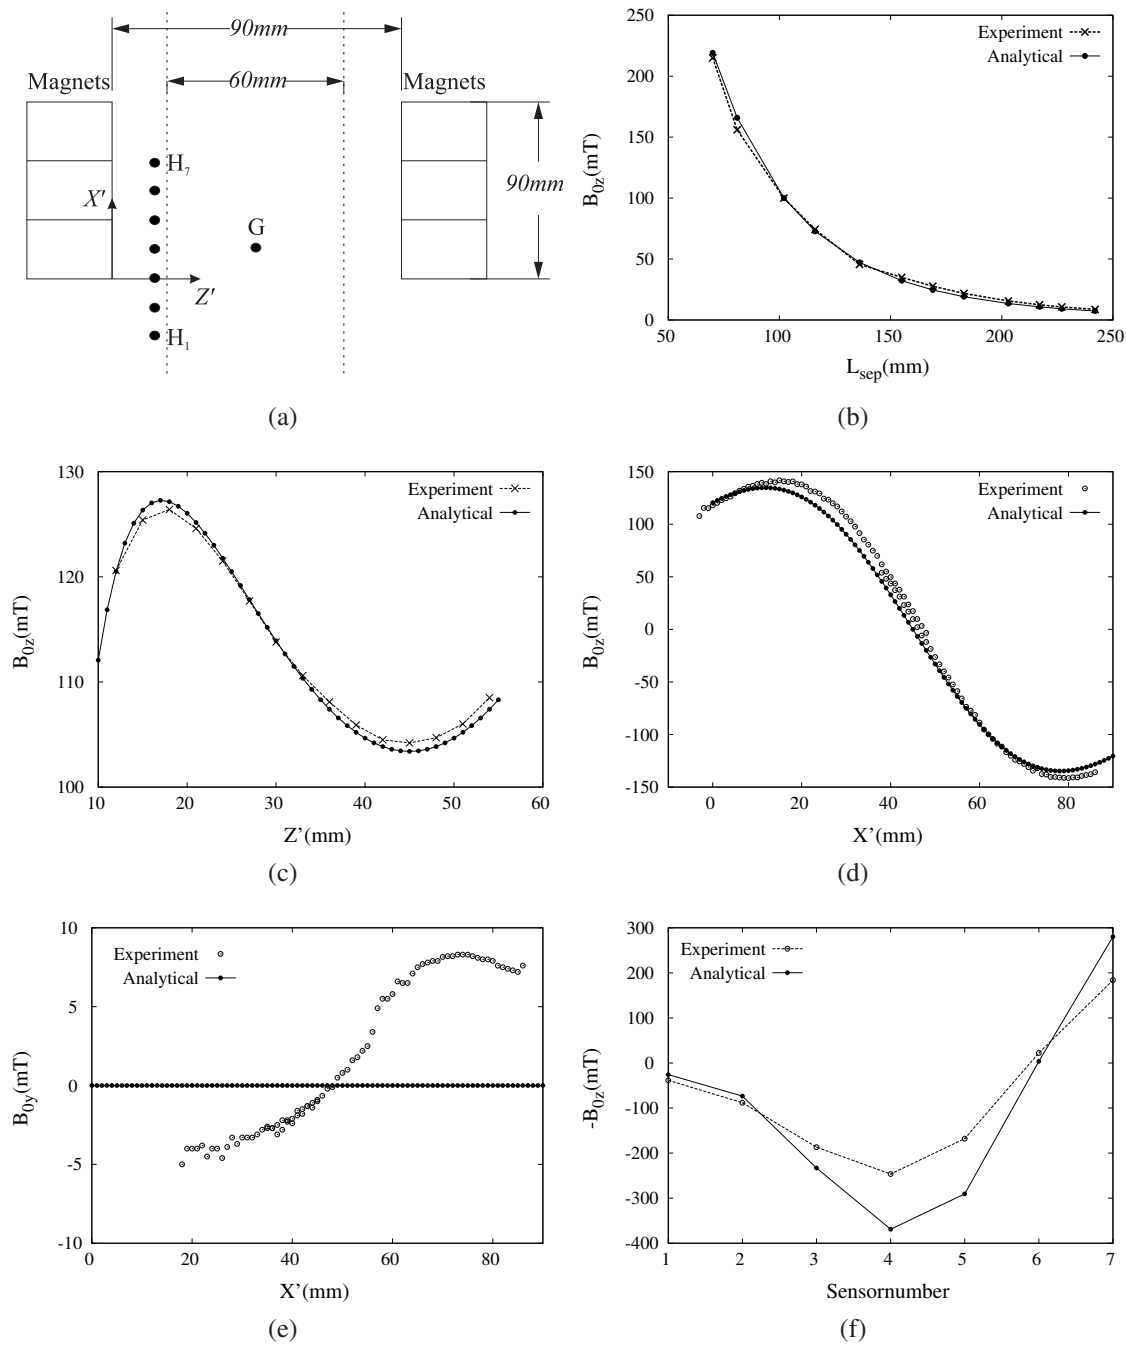 90mm
60mm
Magnets
Magnets
H7
X'
90mm
G
Z'
H1
(a)
Experiment
Analytical
250
200
150
100
50
0
B0z(mT)
50
100
150
200
250
Lsep(mm)
(b)
Experiment
Analytical
130
120
110
100
B0z(mT)
10
20
30
40
50
60
Z'(mm)
(c)
Experiment
Analytical
150
100
50
0
-50
-100
-150
B0z(mT)
0
20
40
60
80
X'(mm)
(d)
Experiment
Analytical
10
5
0
-5
-10
B0y(mT)
0
20
40
60
80
X'(mm)
(e)
Experiment
Analytical
300
200
100
0
-100
-200
-300
-400
-B0z(mT)
1
2
3
4
5
6
7
Sensornumber
(f)